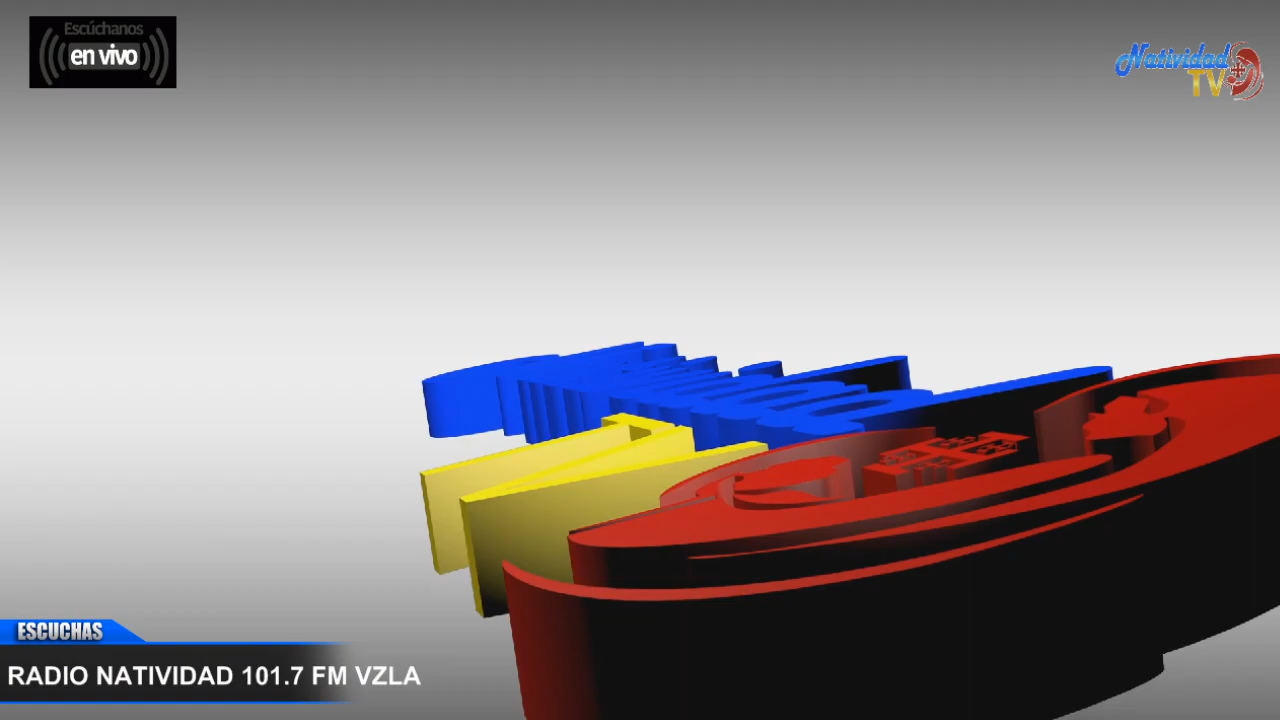 Escúchanos
en vivo
Natividad
TV
ESCUCHAS
RADIO NATIVIDAD 101.7 FM VZLA